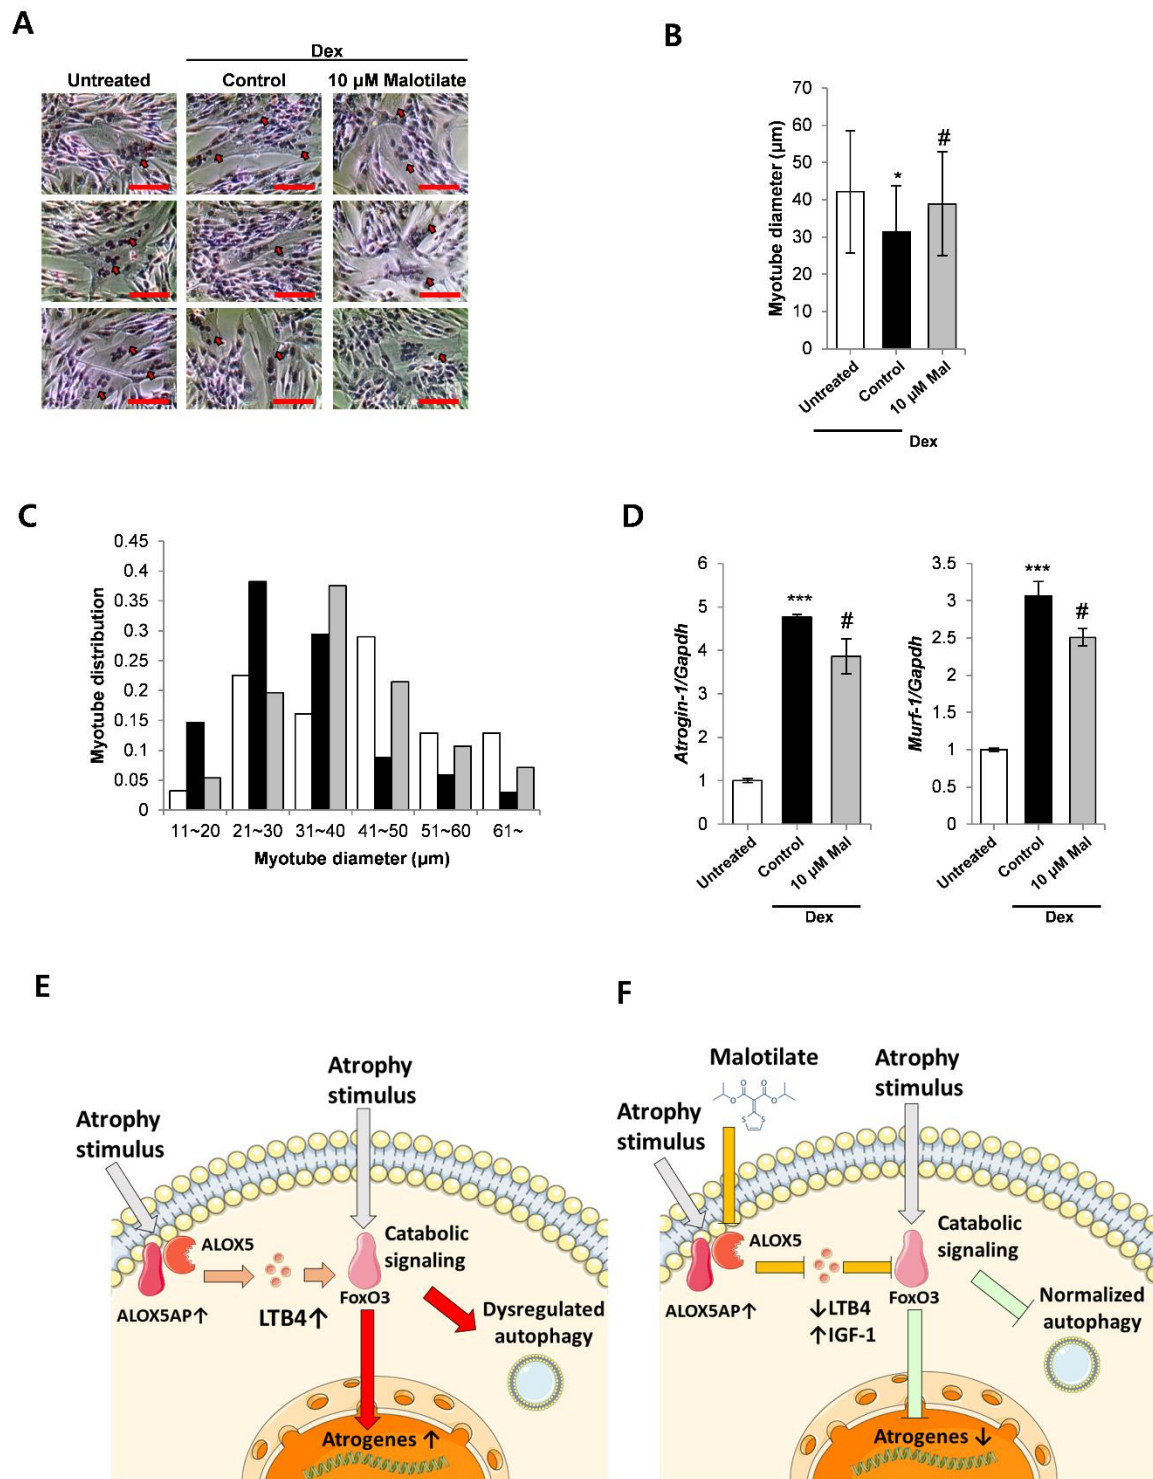 A
Dex
Untreated
Control
10 µM Malotilate
B
Myotube diameter (µm)
70
60
50
40
30
20
10
0
*
#
Untreated
Control
10 µM Mal
Dex
C
Myotube distribution
0.45
0.4
0.35
0.3
0.25
0.2
0.15
0.1
0.05
0
11~20
21~30
31~40
41~50
51~60
61~
Myotube diameter (µm)
D
Atrogin-1/Gapdh
6
5
4
3
2
1
0
***
#
Untreated
Control
10 µM Mal
Dex
Murf-1/Gapdh
3.5
3
2.5
2
1.5
1
0.5
0
***
#
Untreated
Control
10 µM Mal
Dex
E
Atrophy
stimulus
Atrophy
stimulus
ALOX5
ALOX5AP↑
LTB4↑
Catabolic
signaling
FoxO3
Dysregulated
autophagy
Atrogenes ↑
F
Malotilate
O
O
O
O
S
S
Atrophy
stimulus
Atrophy
stimulus
ALOX5
ALOX5AP↑
↓LTB4
↑IGF-1
Catabolic
signaling
FoxO3
Normalized
autophagy
Atrogenes ↓